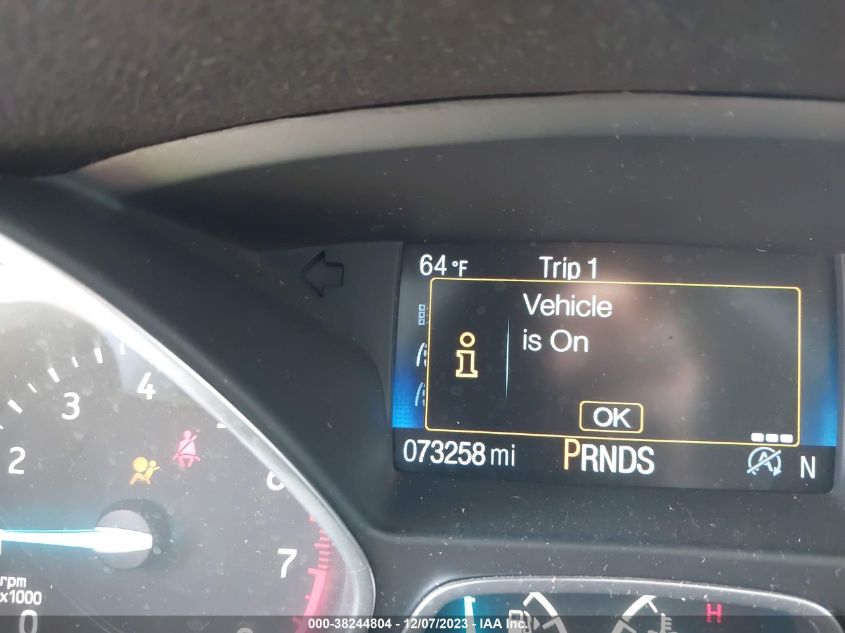 64 °F Trip 1
Vehicle
is On
OK
073258 mi PRNDS N
4
3
2
6
7
rpm
x1000
0
H
000-38244804 - 12/07/2023 - IAA Inc.